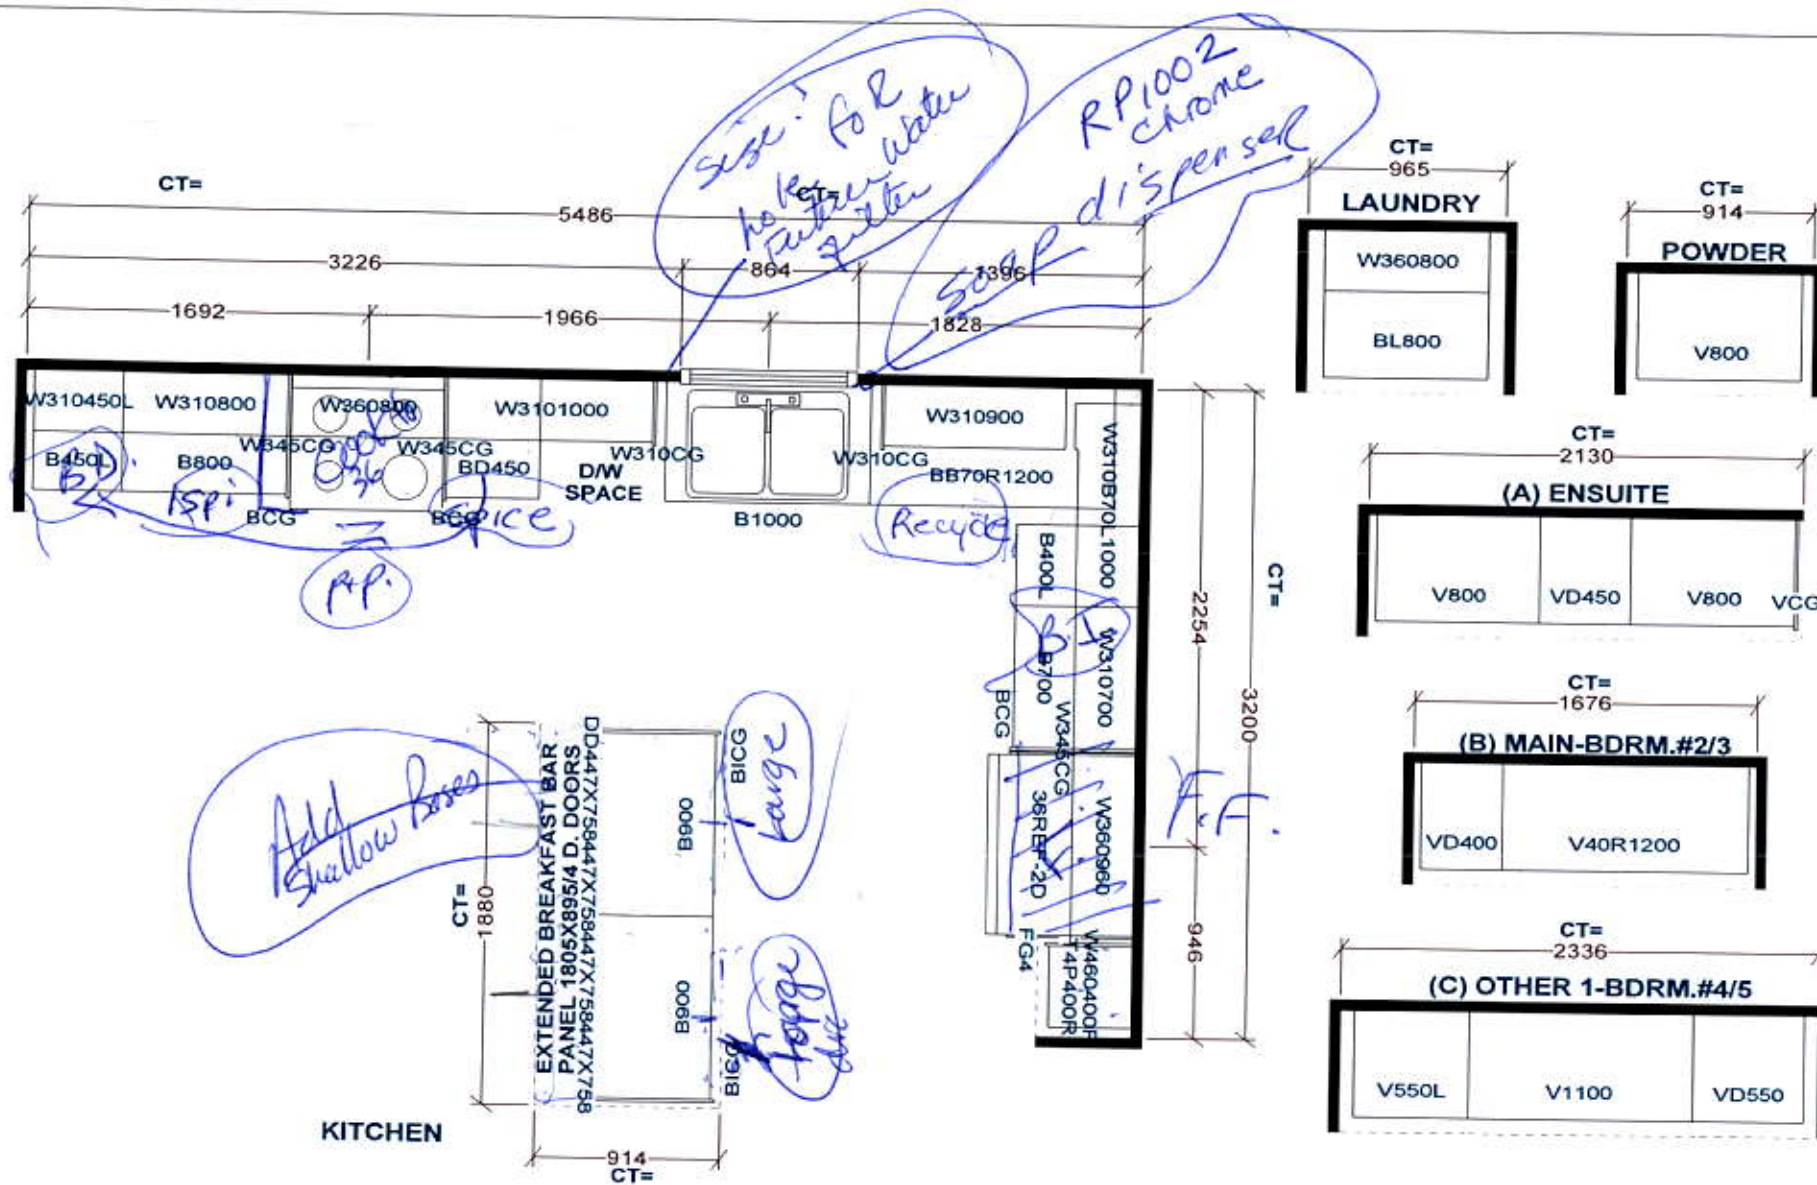 size?
for
hole
Future water
filter
RP1002
chrome
soap dispenser
CT=
CT=
5486
3226
864
1396
1692
1966
1828
W310450L
W310800
W360800
W3101000
W310900
W345CG
W345CG
W310CG
W310CG
B450L
B800
BD450
D/W
SPACE
BB70R1200
BCG
BCG
B1000
B.D.
36
Spice
Recycle
P+P.
W310B70L1000
B400L
B700
W310700
B.I.
BCG
W345CG
36REF-2D
W360960
FG4
W460400R
T4P400R
F.F.
2254
946
3200
CT=
Add
Shallow Bases
CT=
1880
EXTENDED BREAKFAST BAR
PANEL 1805X895/4 D. DOORS
DD447X758447X758447X758447X758
B900
B900
BICG
BICG
914
CT=
KITCHEN
CT=
965
LAUNDRY
W360800
BL800
CT=
914
POWDER
V800
CT=
2130
(A) ENSUITE
V800
VD450
V800
VCG
CT=
1676
(B) MAIN-BDRM.#2/3
VD400
V40R1200
CT=
2336
(C) OTHER 1-BDRM.#4/5
V550L
V1100
VD550